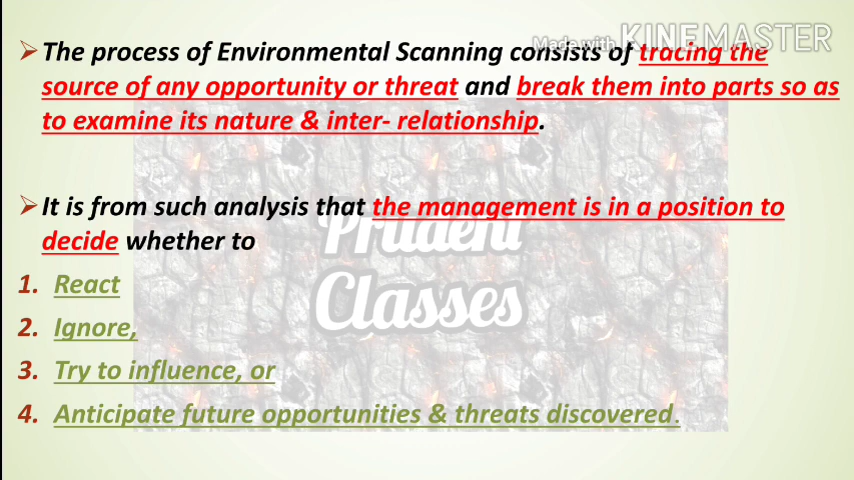 Made with KINEMASTER
The process of Environmental Scanning consists of tracing the
source of any opportunity or threat and break them into parts so as
to examine its nature & inter- relationship.
It is from such analysis that the management is in a position to
decide whether to
Prudent
Classes
1. React
2. Ignore,
3. Try to influence, or
4. Anticipate future opportunities & threats discovered.